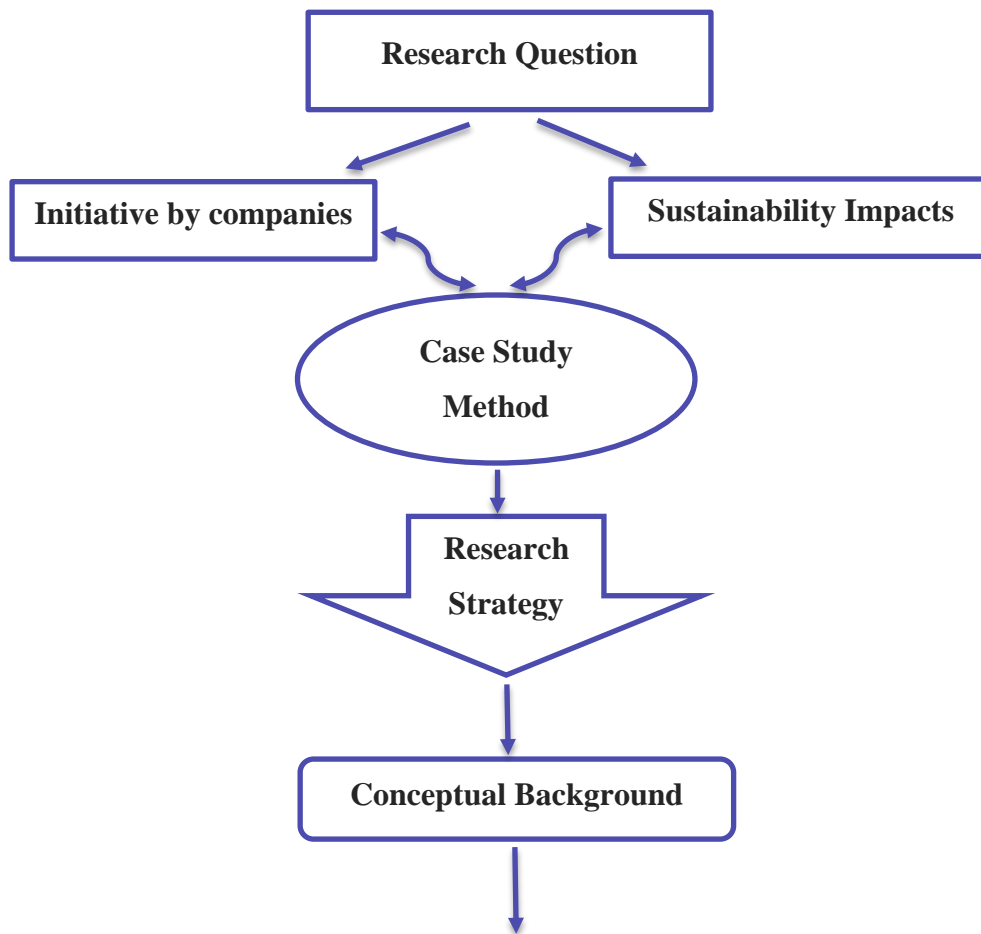 Research Question
Initiative by companies
Sustainability Impacts
Case Study
Method
Research
Strategy
Conceptual Background